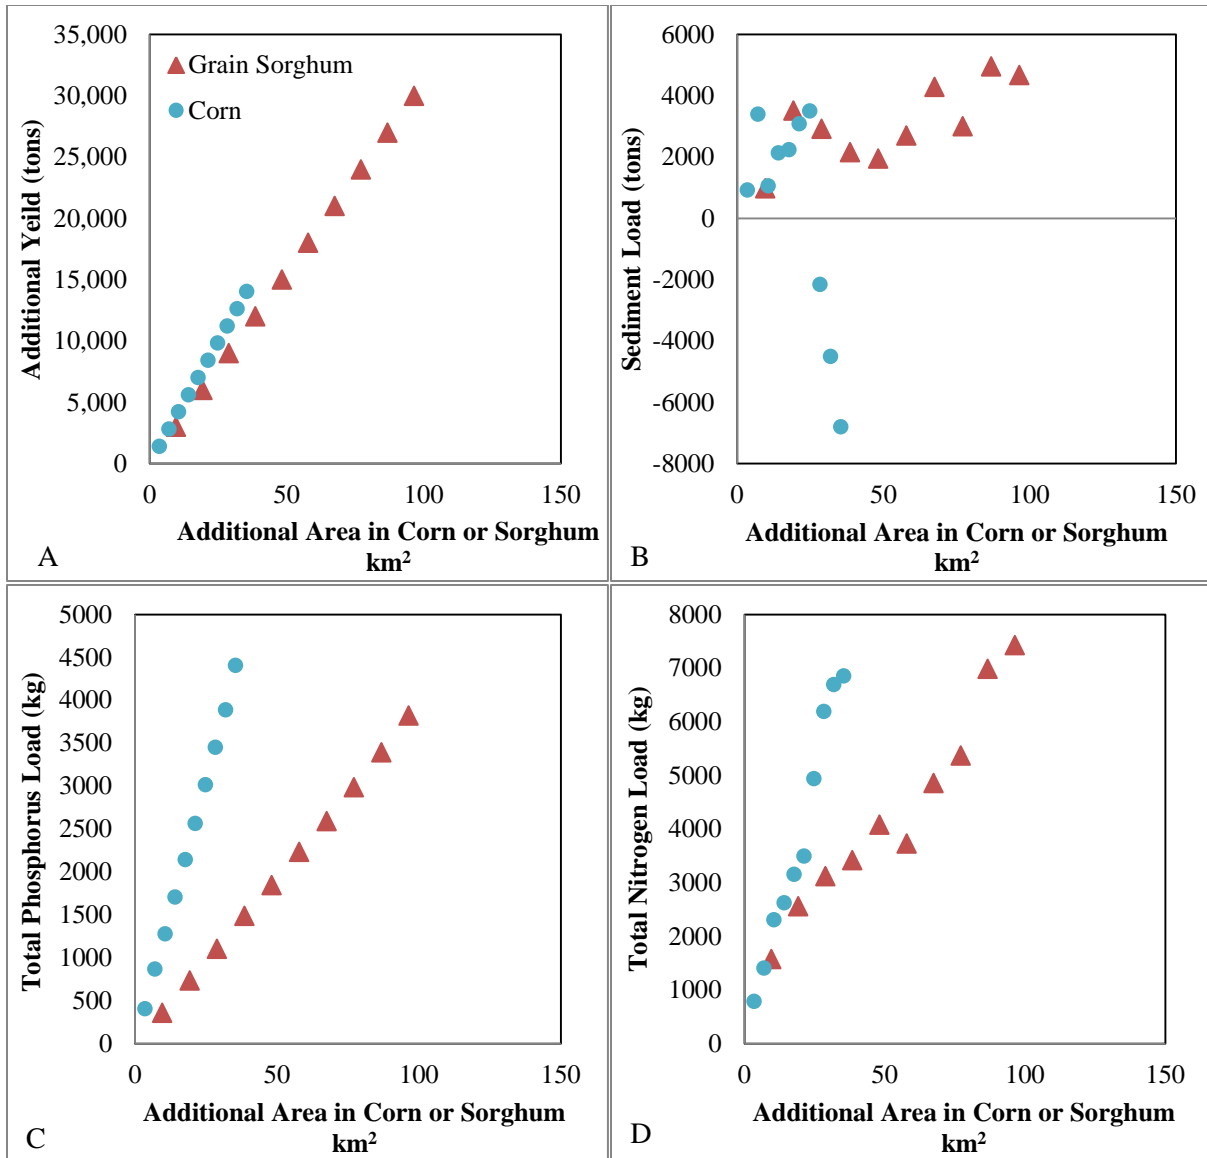 35,000
30,000
25,000
20,000
15,000
10,000
5,000
0
Additional Yeild (tons)
Grain Sorghum
Corn
0 50 100 150
Additional Area in Corn or Sorghum
km²
A
6000
4000
2000
0
-2000
-4000
-6000
-8000
Sediment Load (tons)
0 50 100 150
Additional Area in Corn or Sorghum
km²
B
5000
4500
4000
3500
3000
2500
2000
1500
1000
500
0
Total Phosphorus Load (kg)
0 50 100 150
Additional Area in Corn or Sorghum
km²
C
8000
7000
6000
5000
4000
3000
2000
1000
0
Total Nitrogen Load (kg)
0 50 100 150
Additional Area in Corn or Sorghum
km²
D